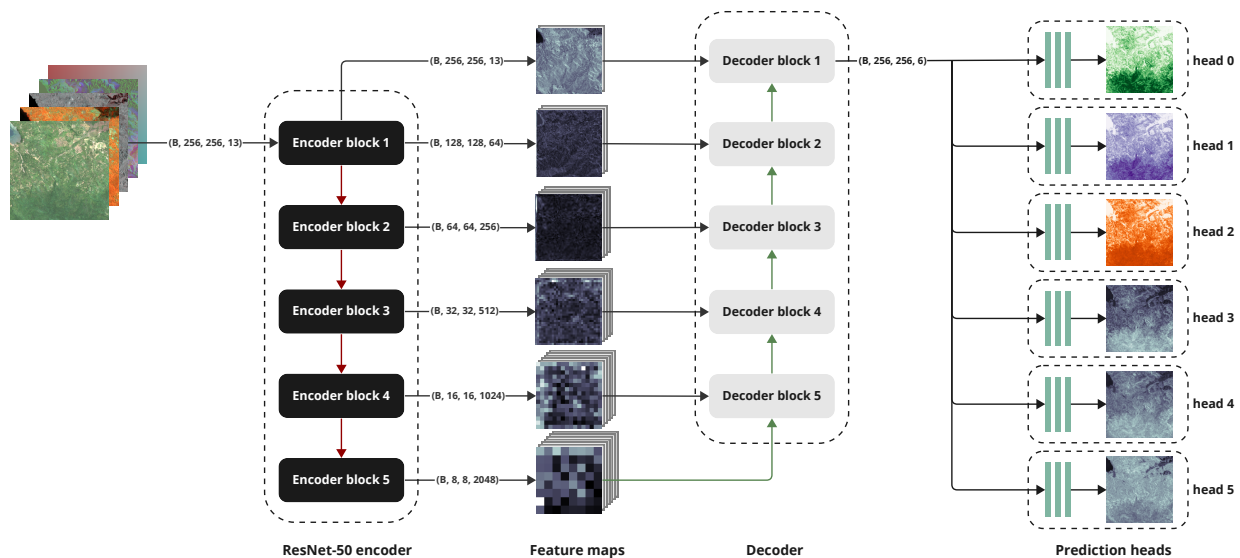 (B, 256, 256, 13)
Encoder block 1
Encoder block 2
Encoder block 3
Encoder block 4
Encoder block 5
ResNet-50 encoder
(B, 256, 256, 13)
(B, 128, 128, 64)
(B, 64, 64, 256)
(B, 32, 32, 512)
(B, 16, 16, 1024)
(B, 8, 8, 2048)
Feature maps
Decoder block 1
Decoder block 2
Decoder block 3
Decoder block 4
Decoder block 5
Decoder
(B, 256, 256, 6)
head 0
head 1
head 2
head 3
head 4
head 5
Prediction heads